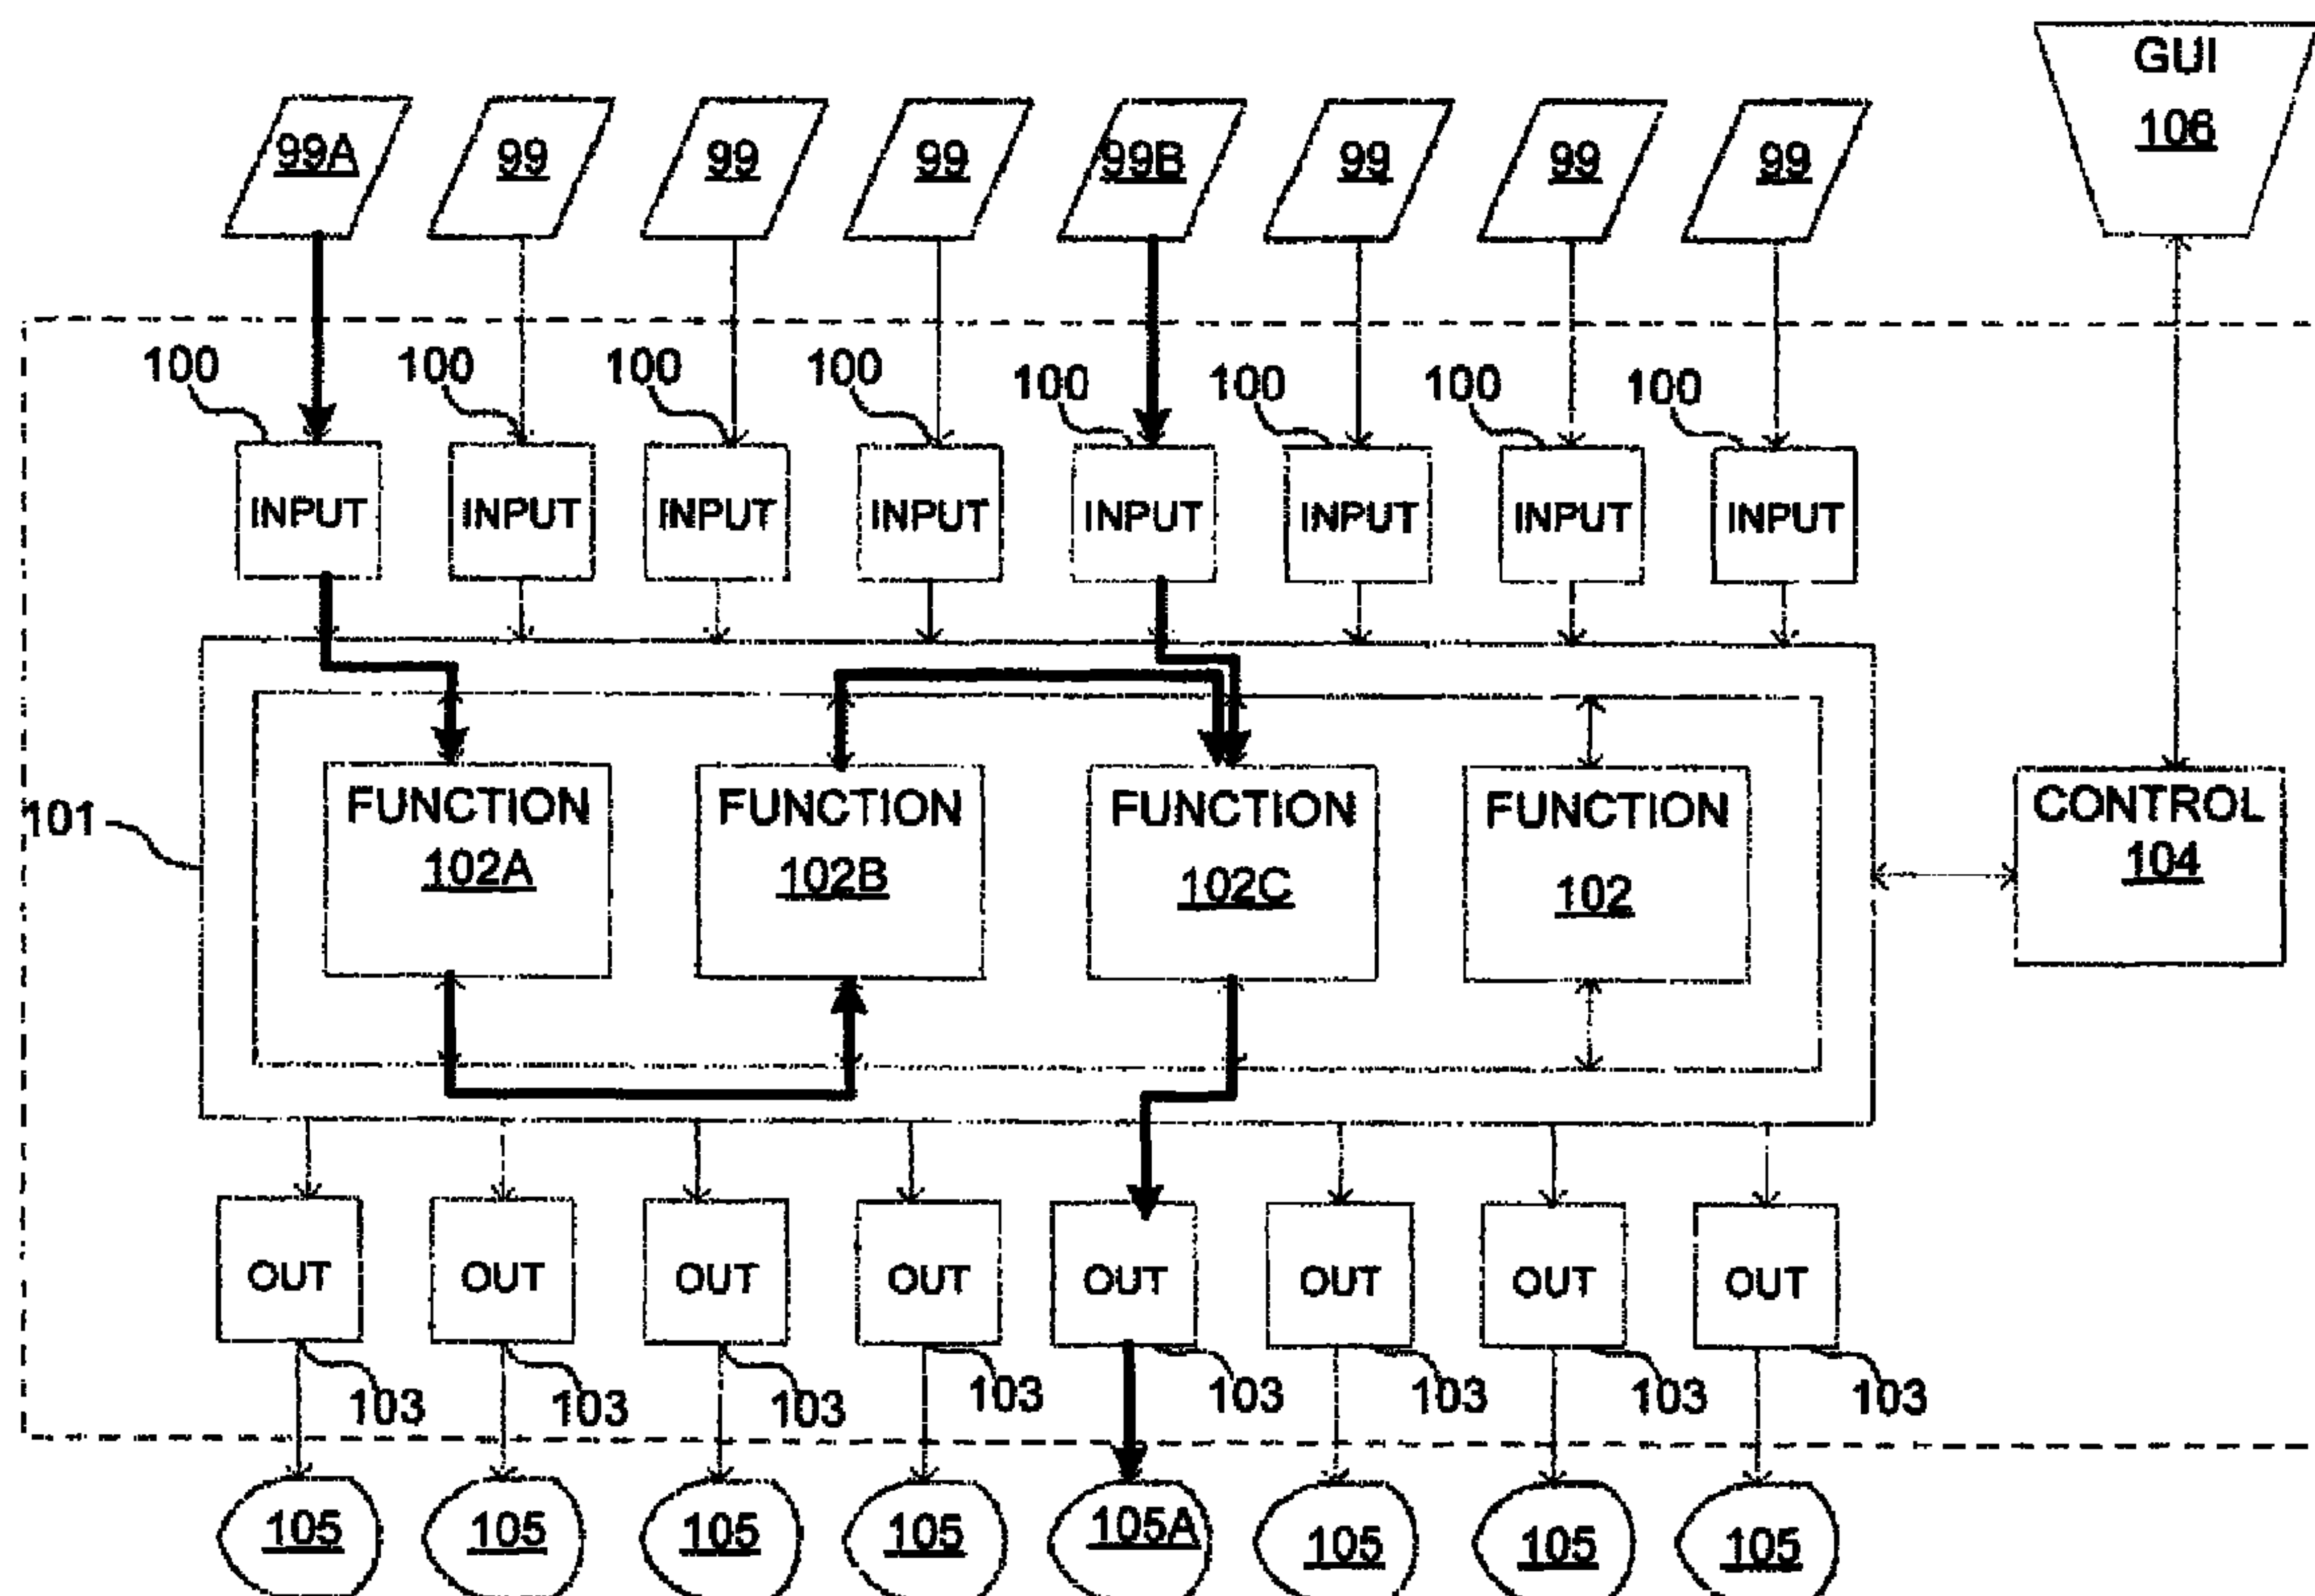 GUI
106
99A 99 99 99 99B 99 99 99
100 100 100 100 100 100 100 100
INPUT INPUT INPUT INPUT INPUT INPUT INPUT INPUT
101
FUNCTION
102A
FUNCTION
102B
FUNCTION
102C
FUNCTION
102
CONTROL
104
OUT OUT OUT OUT OUT OUT OUT OUT
103 103 103 103 103 103 103 103
105 105 105 105 105A 105 105 105